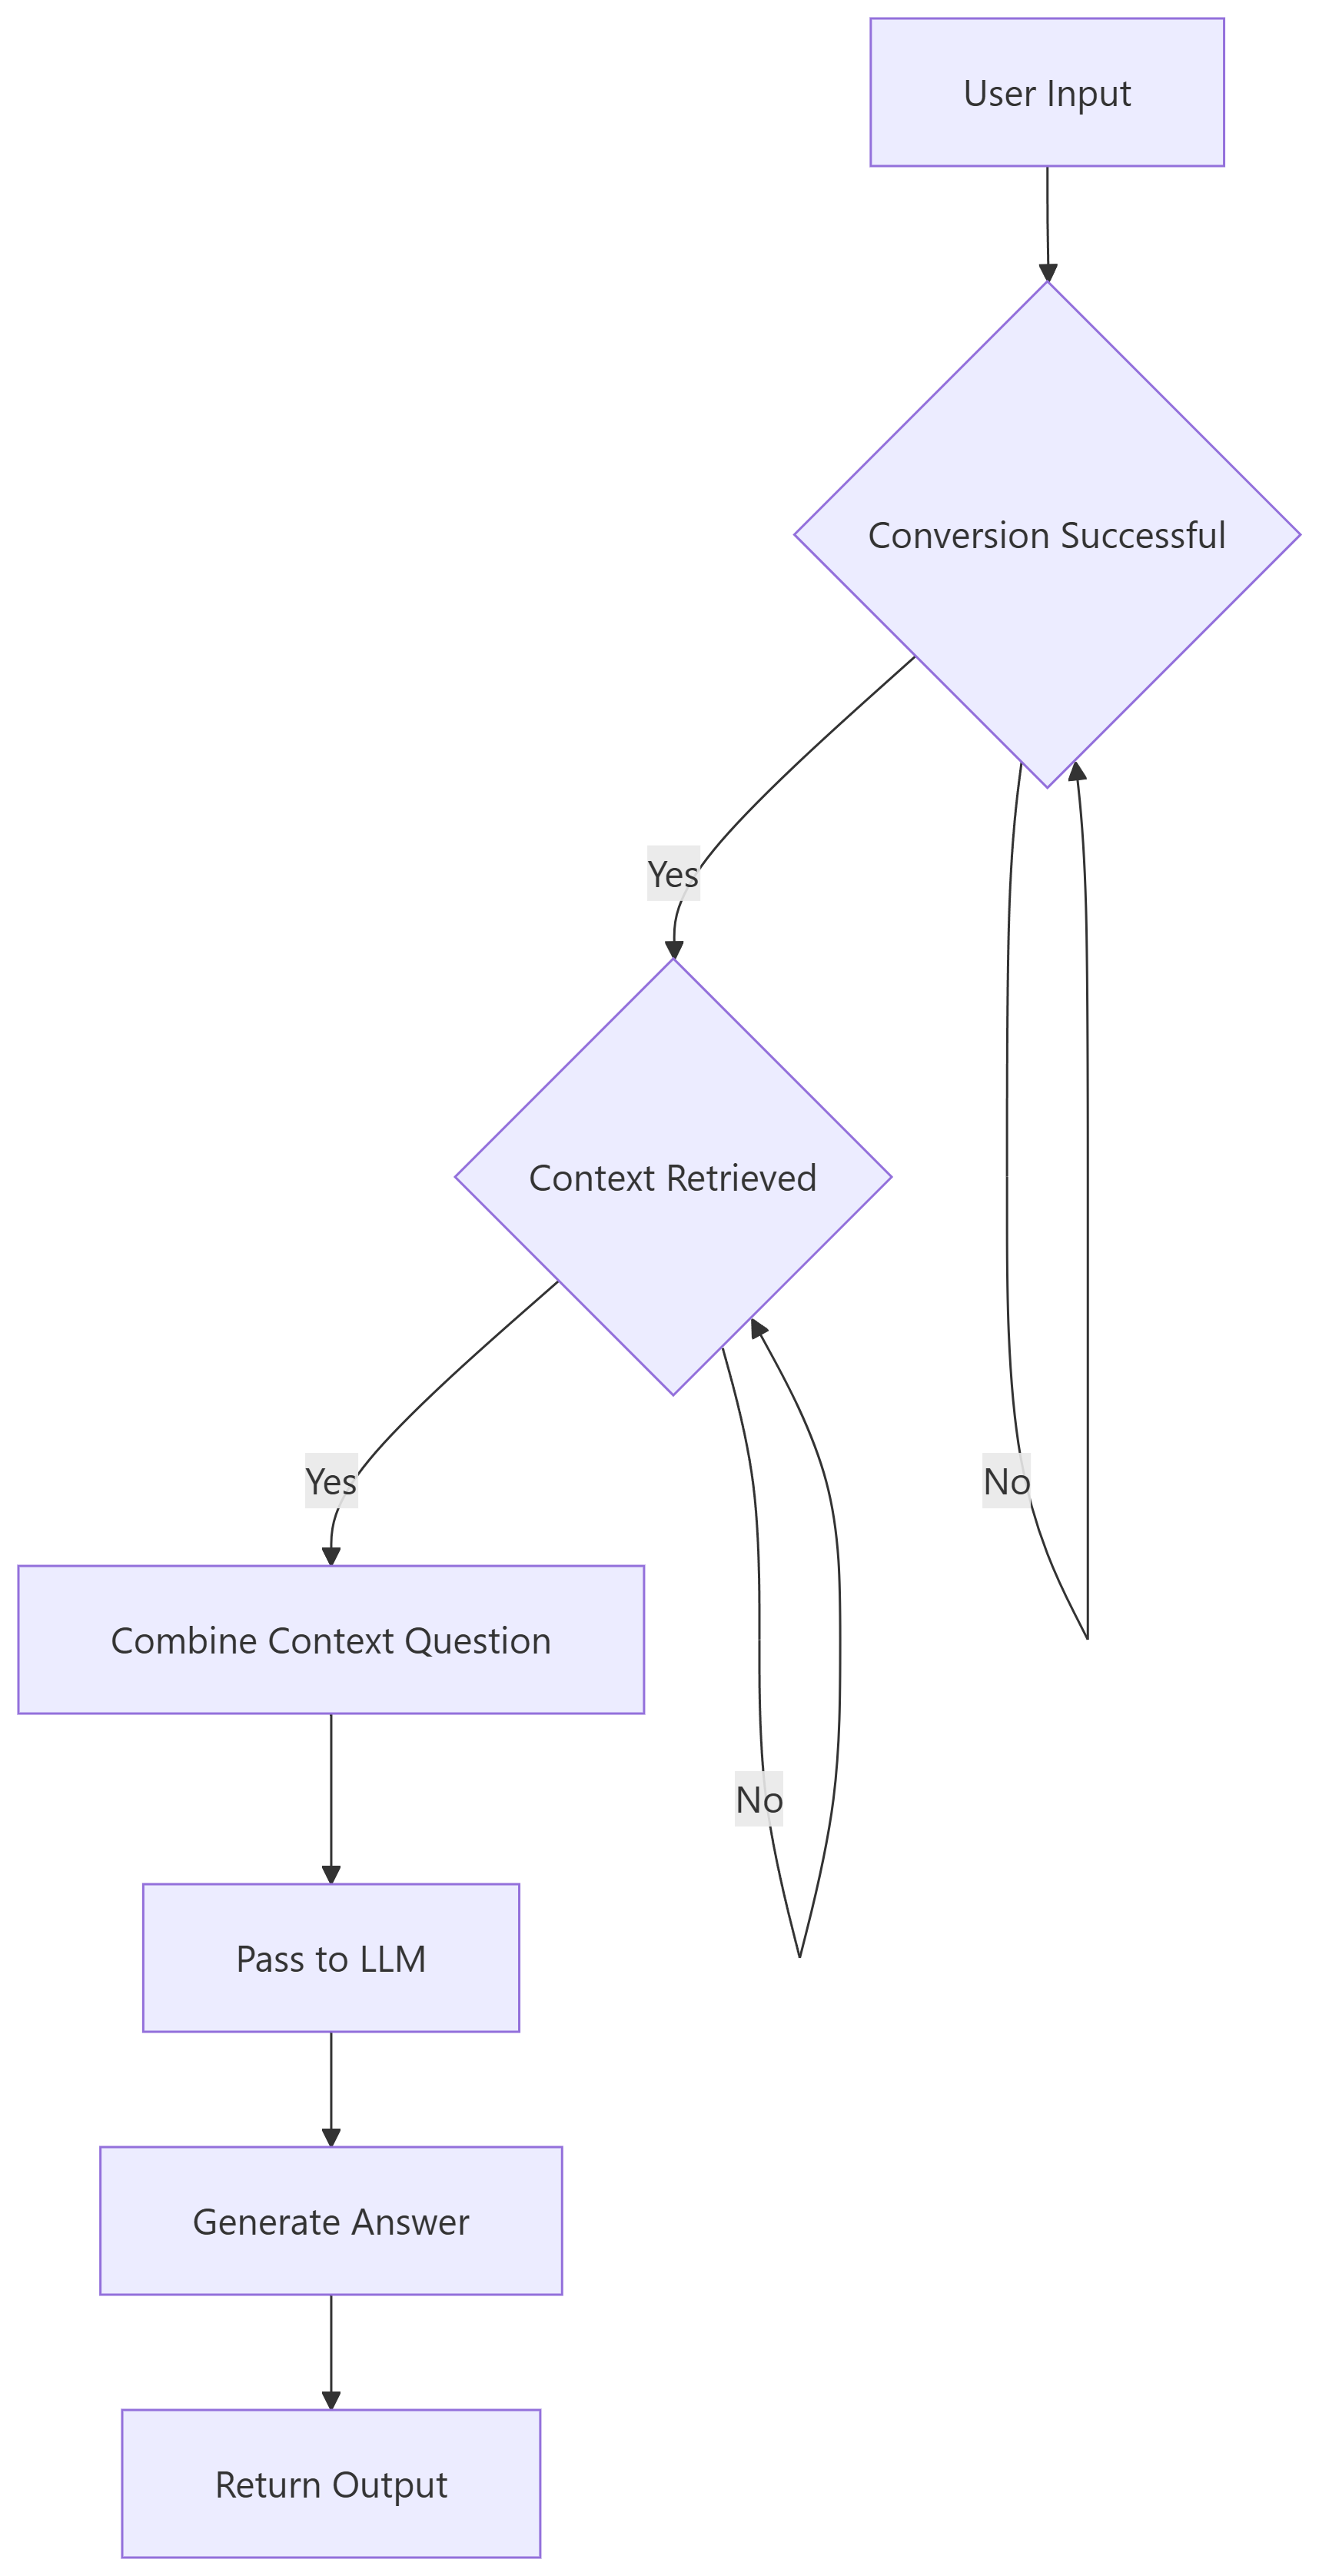 User Input
Conversion Successful
Yes
Context Retrieved
Yes
No
Combine Context Question
No
Pass to LLM
Generate Answer
Return Output